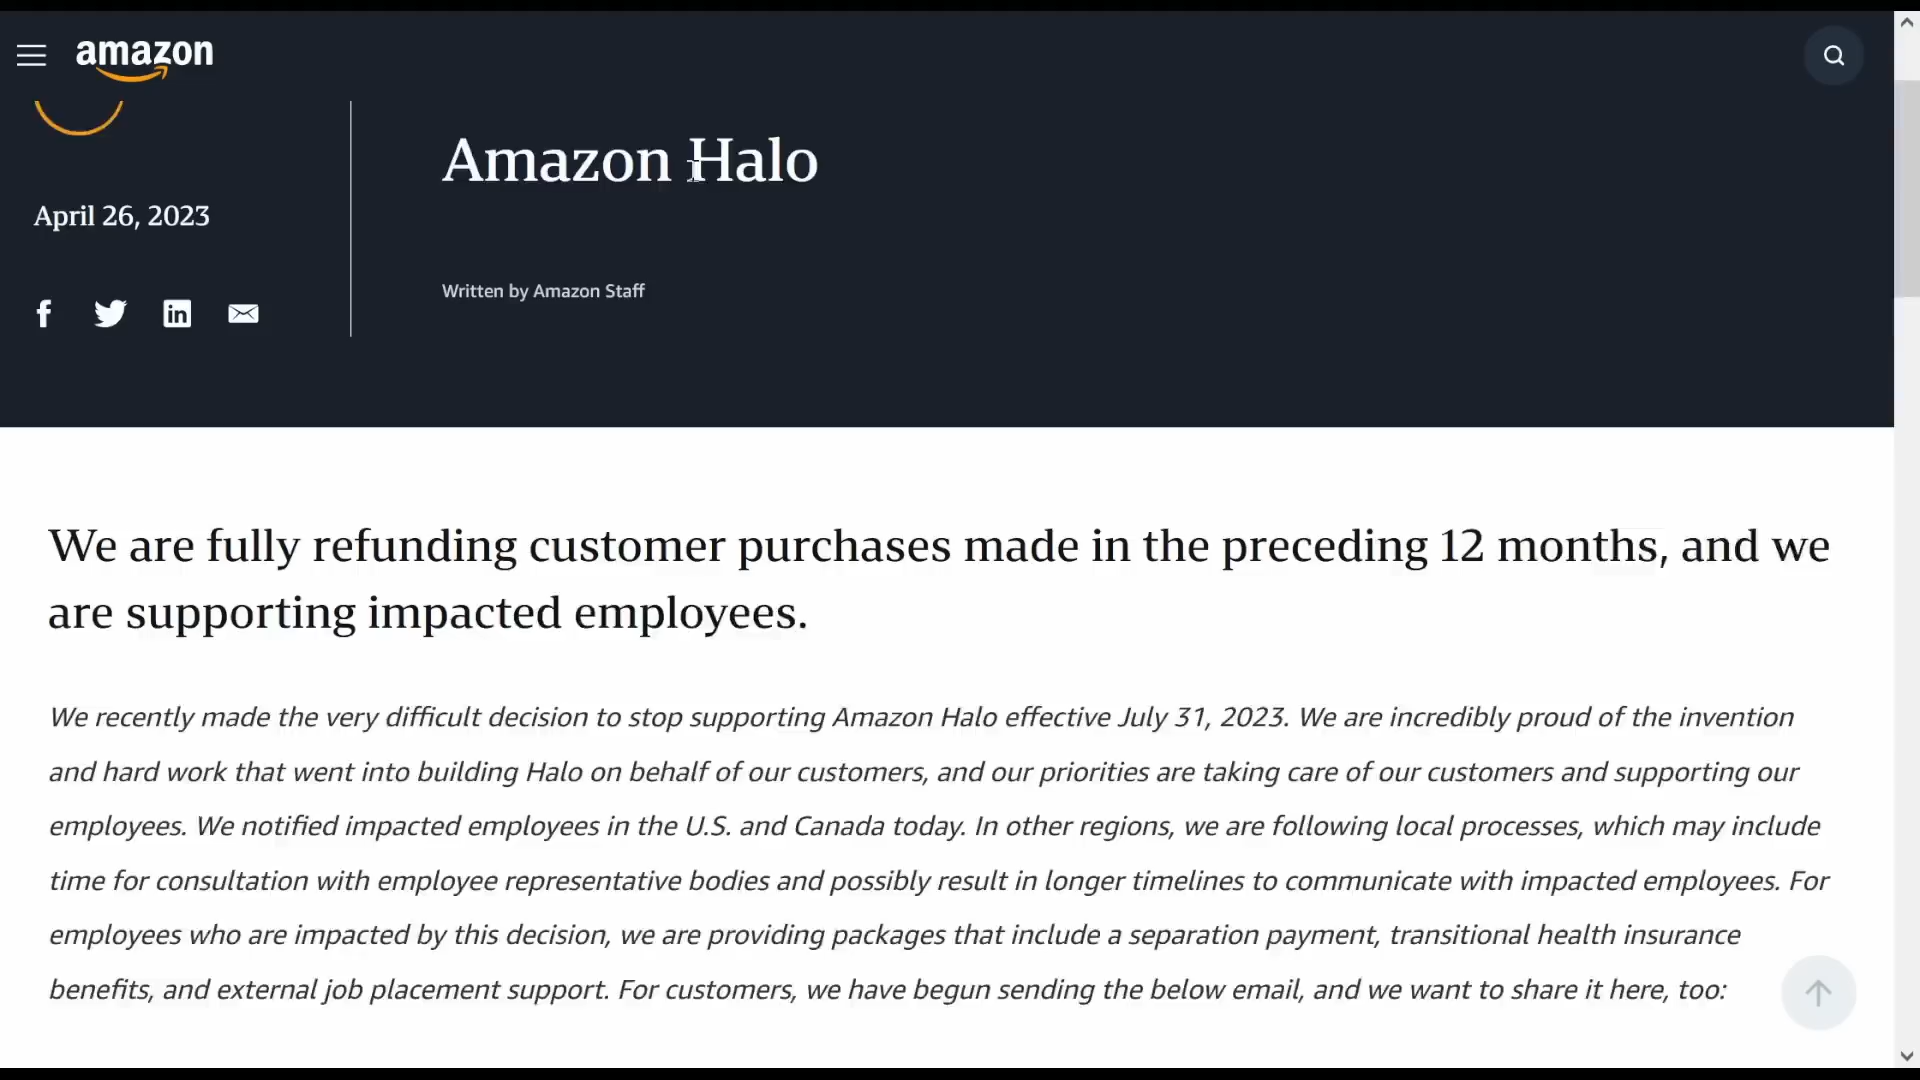 amazon
Amazon Halo
April 26, 2023
Written by Amazon Staff
We are fully refunding customer purchases made in the preceding 12 months, and we
are supporting impacted employees.
We recently made the very difficult decision to stop supporting Amazon Halo effective July 31, 2023. We are incredibly proud of the invention
and hard work that went into building Halo on behalf of our customers, and our priorities are taking care of our customers and supporting our
employees. We notified impacted employees in the U.S. and Canada today. In other regions, we are following local processes, which may include
time for consultation with employee representative bodies and possibly result in longer timelines to communicate with impacted employees. For
employees who are impacted by this decision, we are providing packages that include a separation payment, transitional health insurance
benefits, and external job placement support. For customers, we have begun sending the below email, and we want to share it here, too: